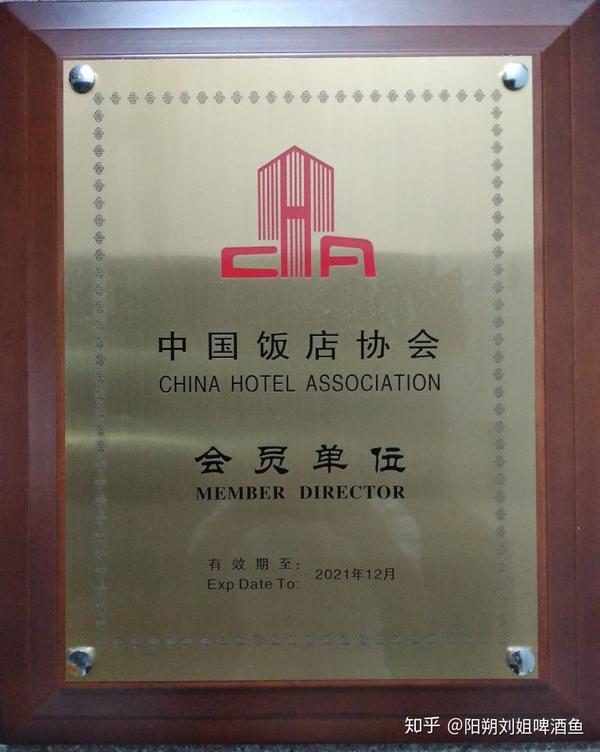 CHA
中国饭店协会
CHINA HOTEL ASSOCIATION
会员单位
MEMBER DIRECTOR
有效期至:
Exp Date To: 2021年12月
知乎 @阳朔刘姐啤酒鱼